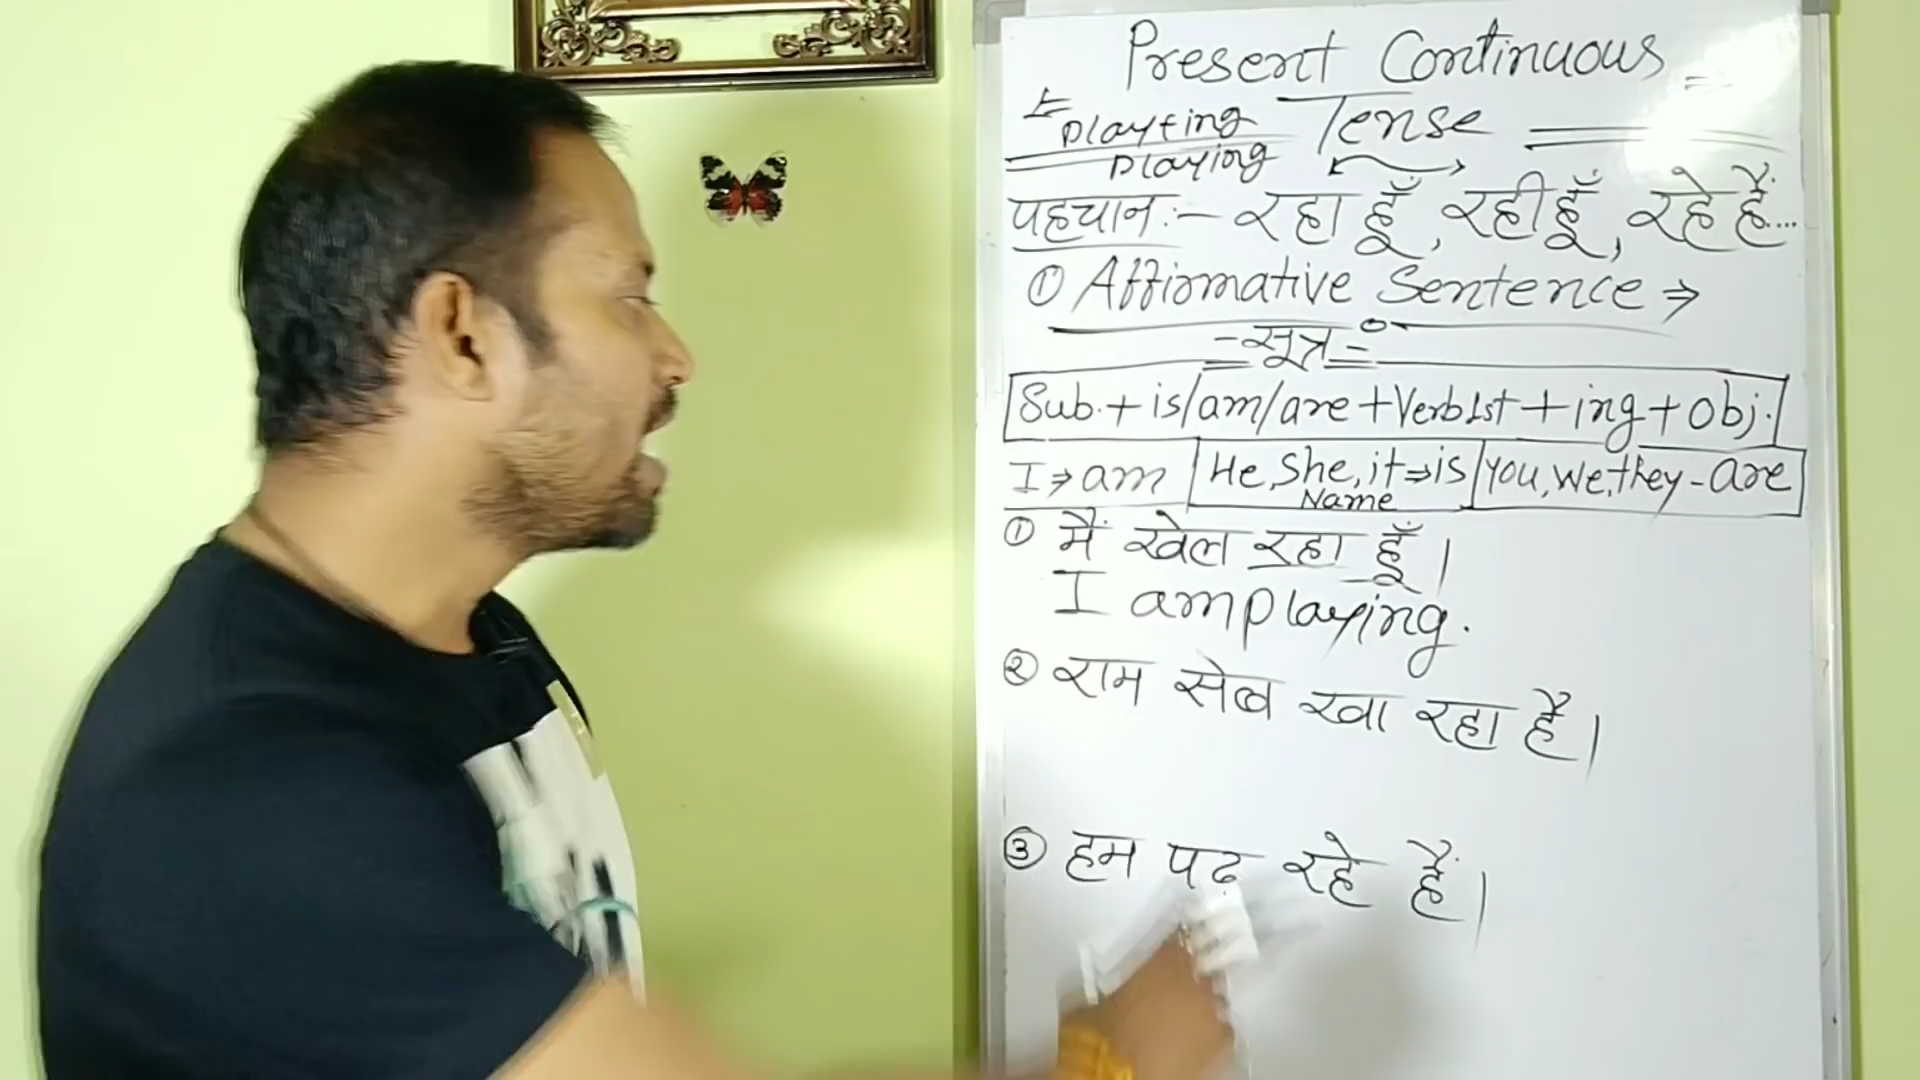 Present Continuous
Tense
Playting
Playing
पहचान :- रहा हूँ, रही हूँ, रहे हैं...
① Affirmative Sentence ⇒
-सूत्र-
Sub. + is/am/are + Verb Ist + ing + Obj.
I ⇒ am He, She, it ⇒ is You, We, they - are
Name
① मैं खेल रहा हूँ।
I am playing.
② राम सेब खा रहा है।
③ हम पढ़ रहे हैं।